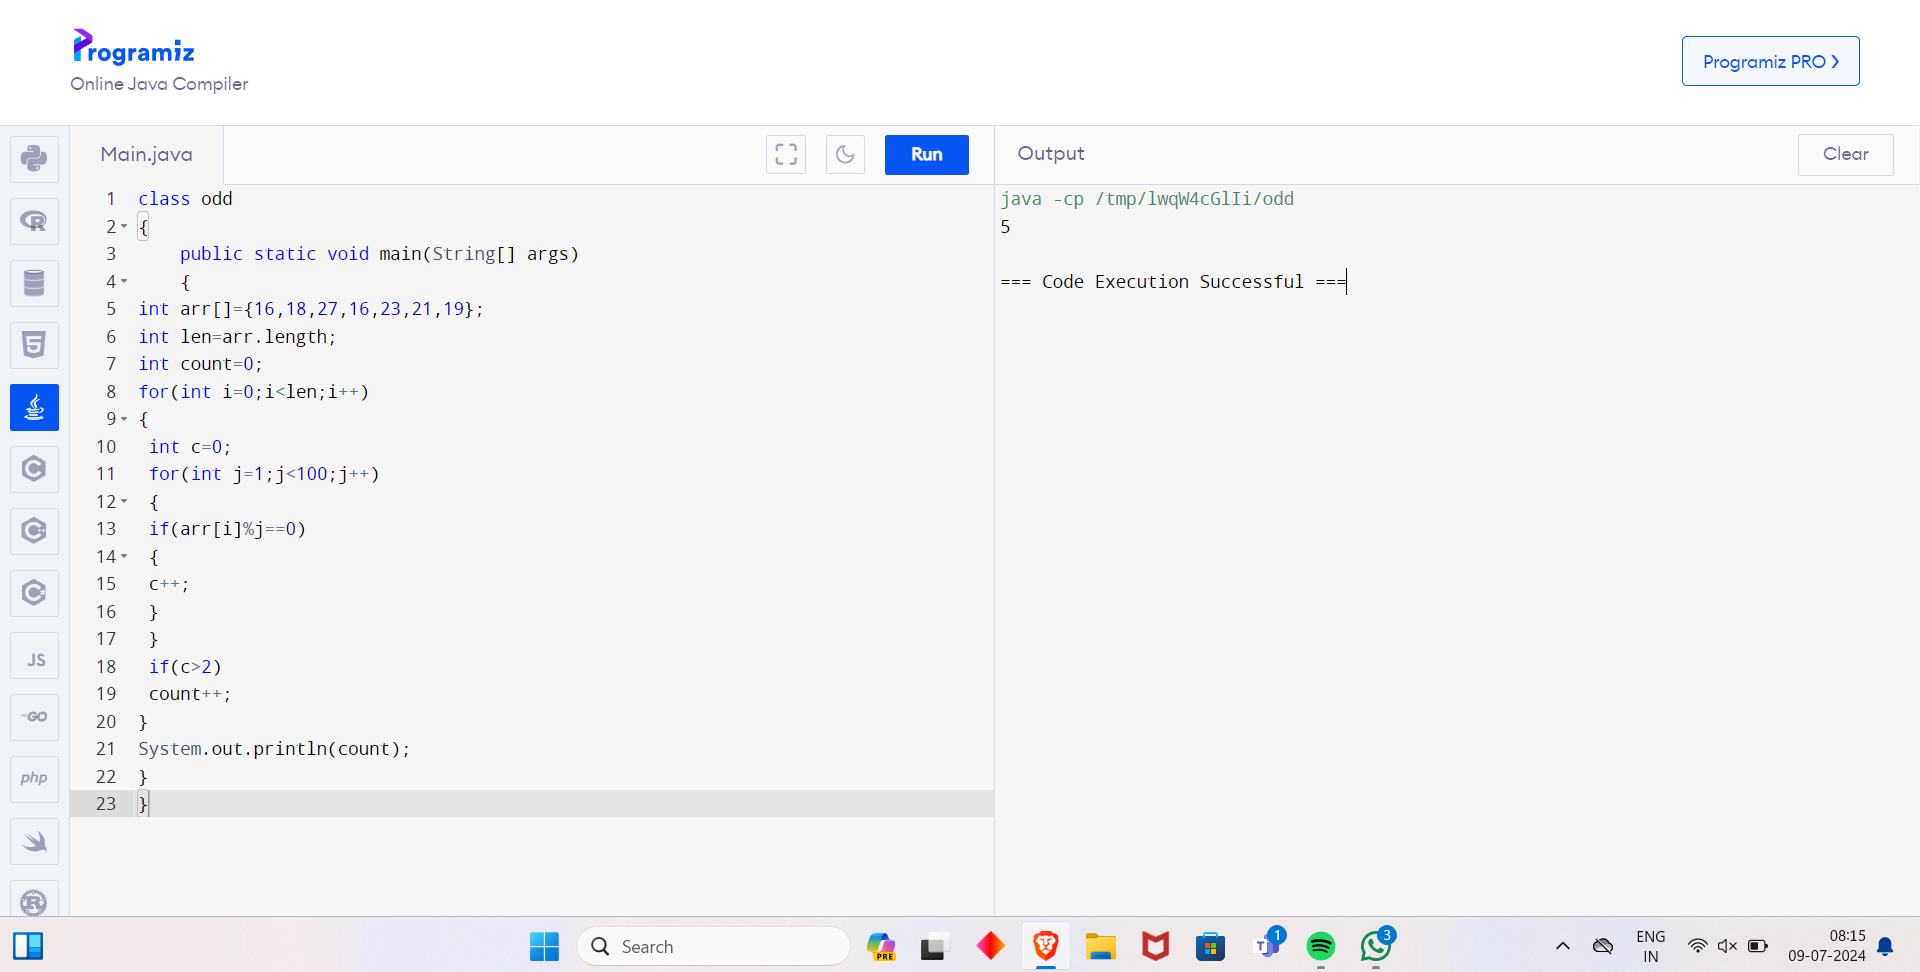 Programiz
Online Java Compiler
Programiz PRO ❯
Main.java
Run
Output
Clear
1 class odd
2 {
3     public static void main(String[] args)
4     {
5 int arr[]={16,18,27,16,23,21,19};
6 int len=arr.length;
7 int count=0;
8 for(int i=0;i<len;i++)
9 {
10  int c=0;
11  for(int j=1;j<100;j++)
12  {
13  if(arr[i]%j==0)
14  {
15  c++;
16  }
17  }
18  if(c>2)
19  count++;
20 }
21 System.out.println(count);
22 }
23 }
java -cp /tmp/lwqW4cGlIi/odd
5
=== Code Execution Successful ===
JS
GO
php
Search
PRE
1
3
ENG
IN
08:15
09-07-2024